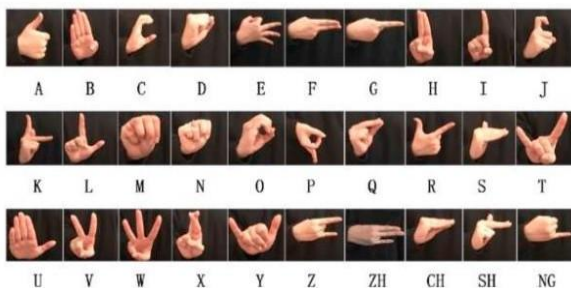 A B C D E F G H I J
K L M N O P Q R S T
U V W X Y Z ZH CH SH NG